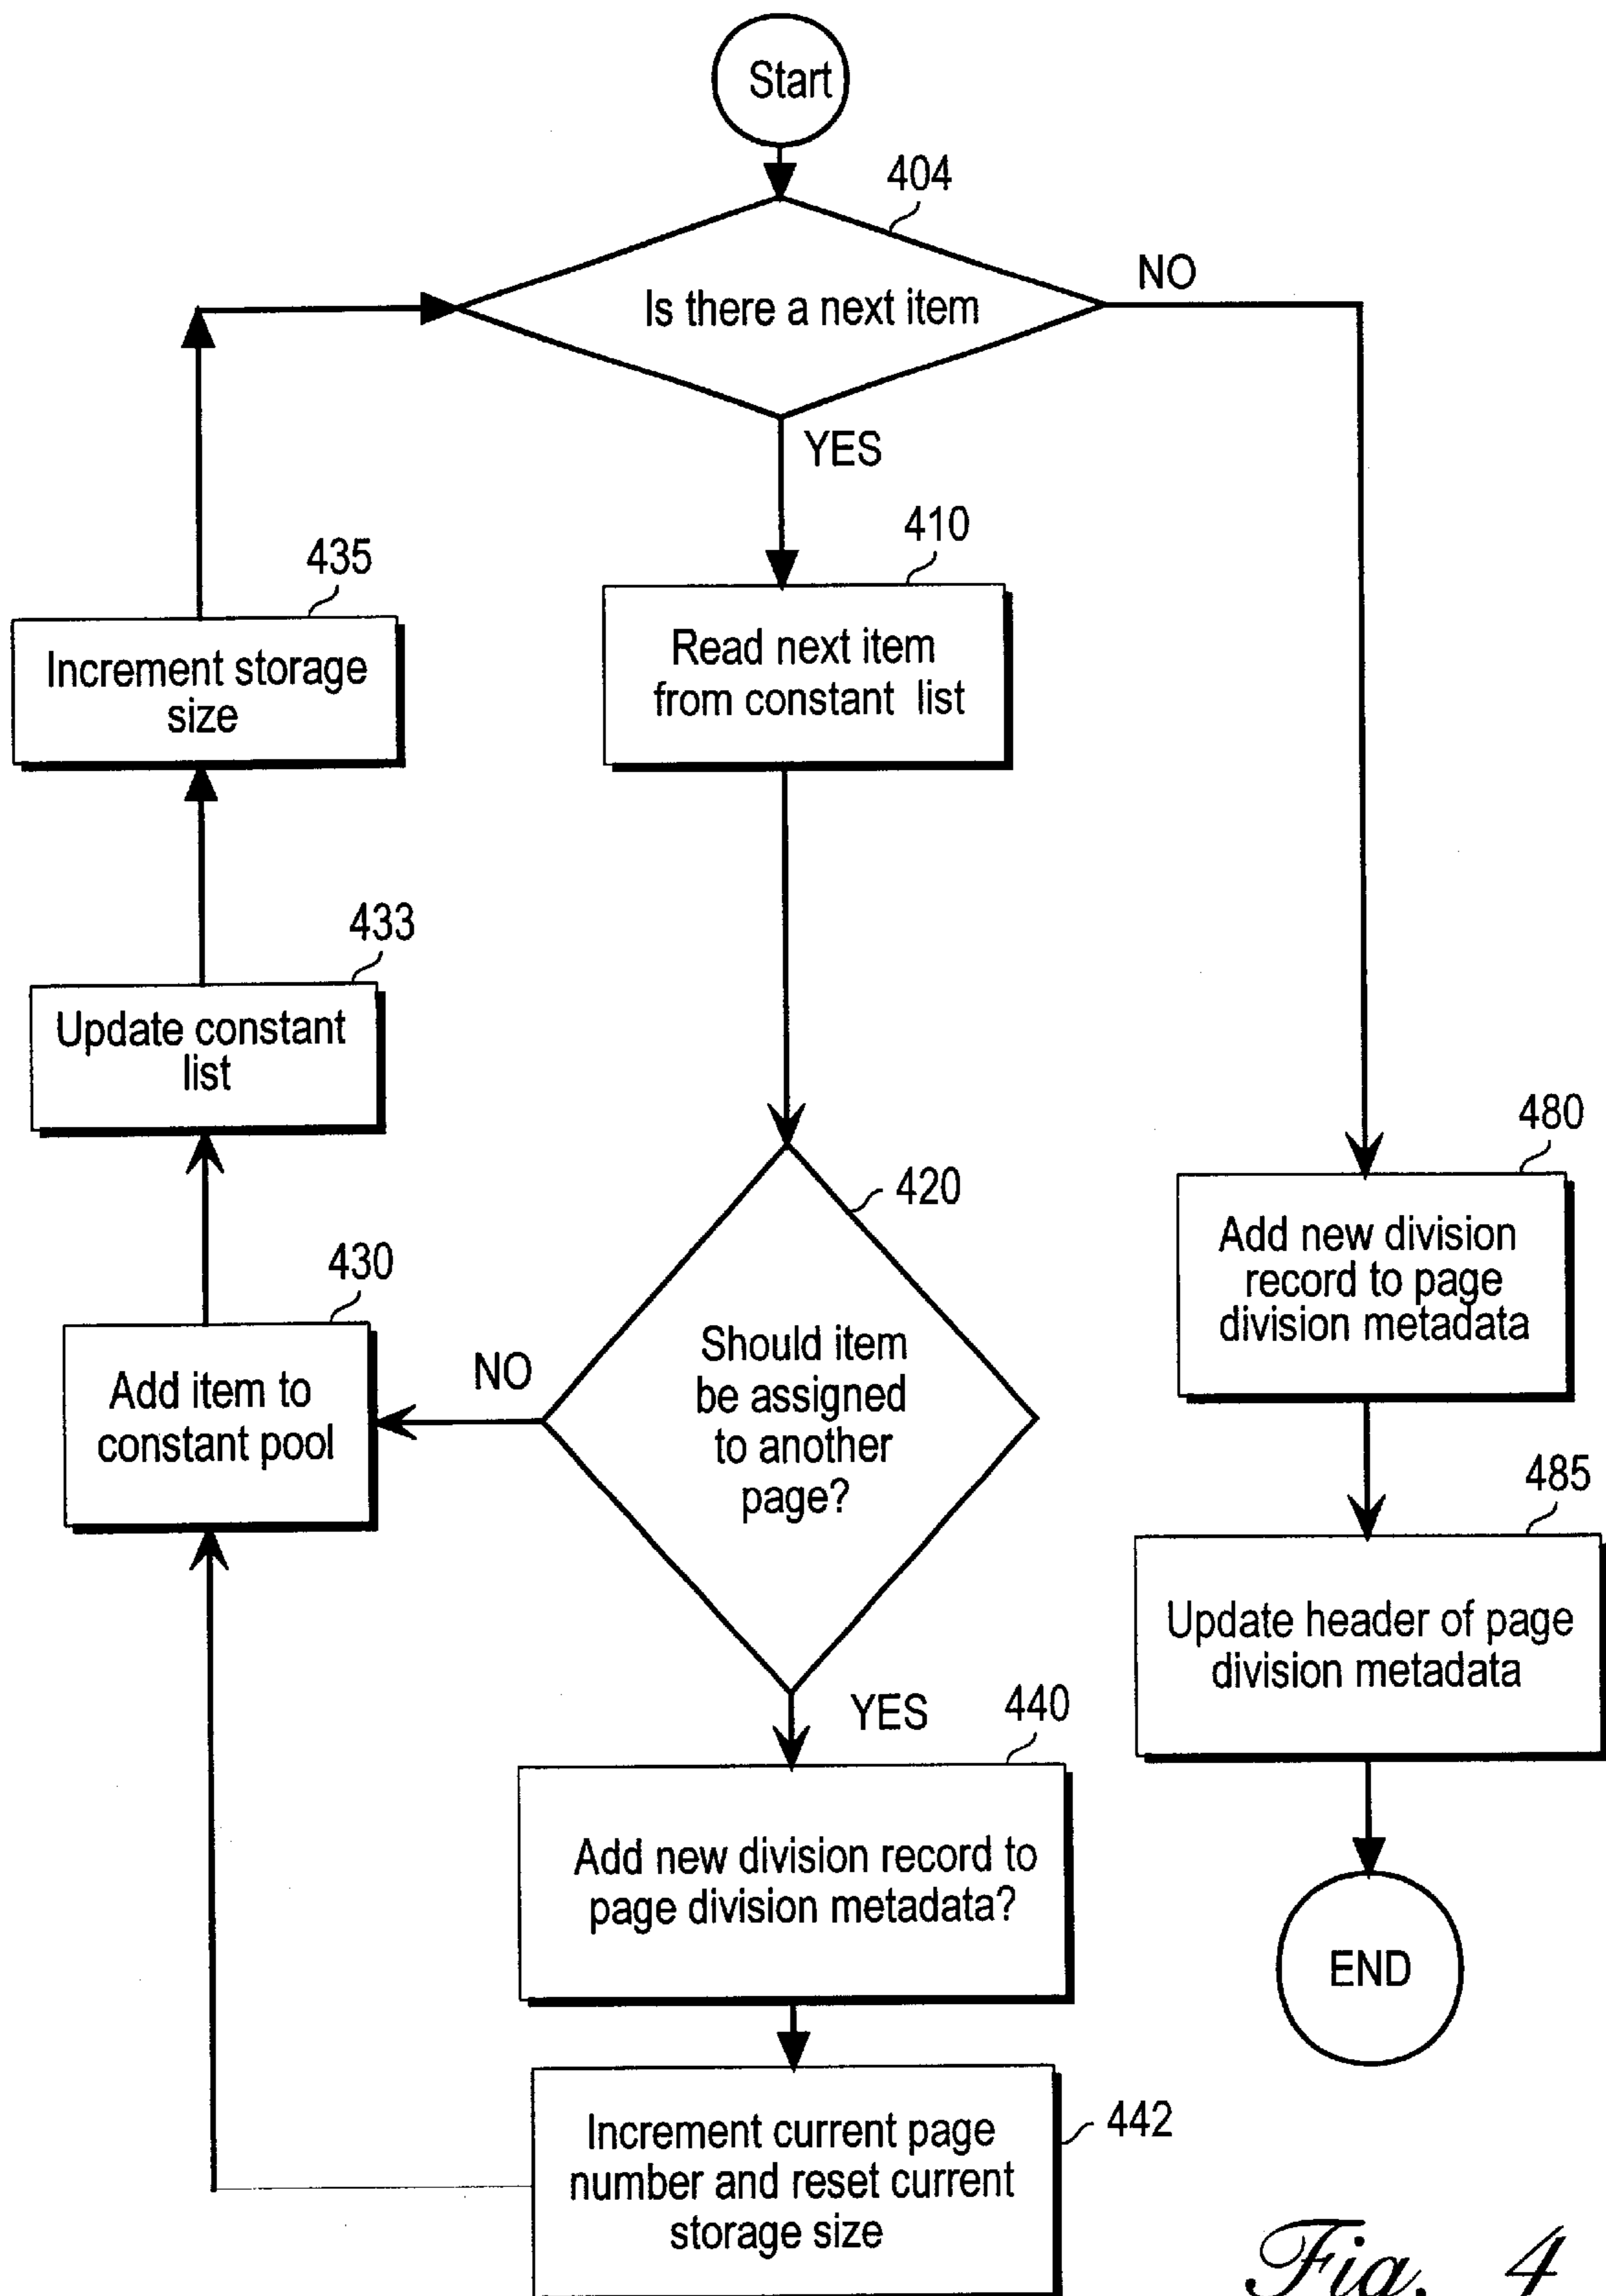 Start
404
Is there a next item
NO
YES
410
Read next item
from constant list
435
Increment storage
size
433
Update constant
list
430
Add item to
constant pool
NO
420
Should item
be assigned
to another
page?
YES
440
Add new division record to
page division metadata?
442
Increment current page
number and reset current
storage size
480
Add new division
record to page
division metadata
485
Update header of page
division metadata
END
Fig. 4